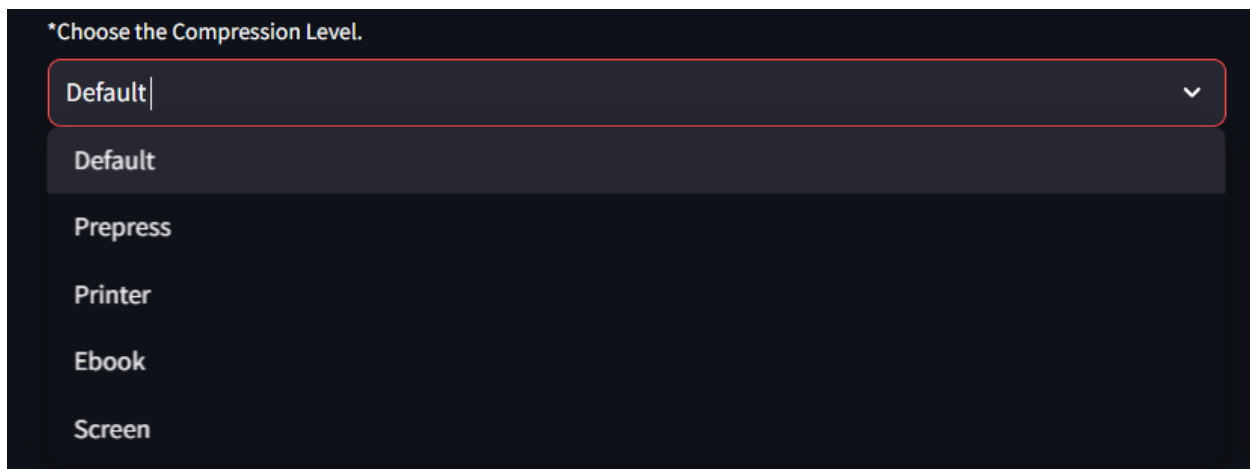 *Choose the Compression Level.
Default
Default
Prepress
Printer
Ebook
Screen